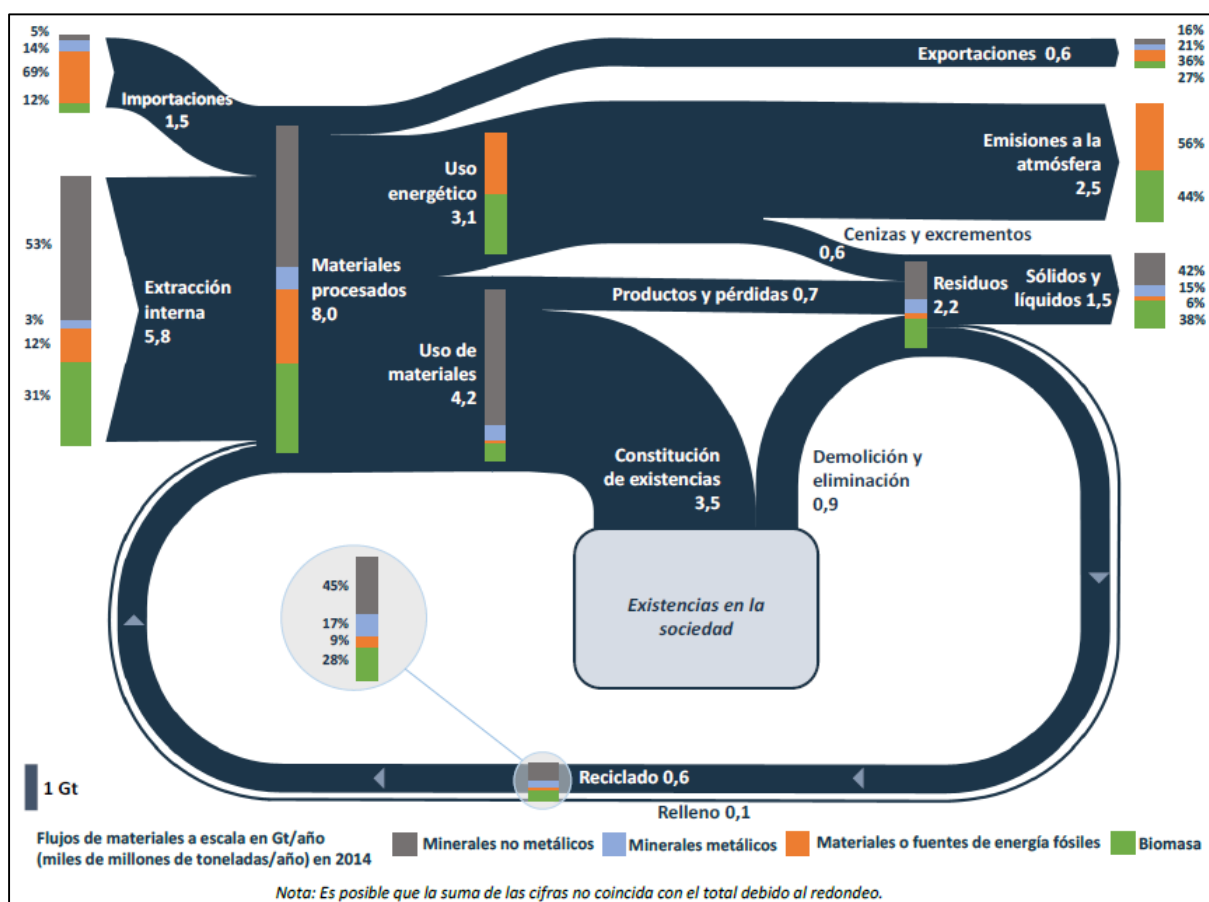 5%
14%
69%
12%
Importaciones
1,5
Exportaciones 0,6
16%
21%
36%
27%
53%
3%
12%
31%
Extracción
interna
5,8
Materiales
procesados
8,0
Uso
energético
3,1
Emisiones a la
atmósfera
2,5
56%
44%
Cenizas y excrementos
0,6
Productos y pérdidas 0,7
Residuos
2,2
Sólidos y
líquidos 1,5
42%
15%
6%
38%
Uso de
materiales
4,2
Constitución
de existencias
3,5
Demolición y
eliminación
0,9
Existencias en la
sociedad
45%
17%
9%
28%
Reciclado 0,6
Relleno 0,1
1 Gt
Flujos de materiales a escala en Gt/año
(miles de millones de toneladas/año) en 2014
Minerales no metálicos
Minerales metálicos
Materiales o fuentes de energía fósiles
Biomasa
Nota: Es posible que la suma de las cifras no coincida con el total debido al redondeo.